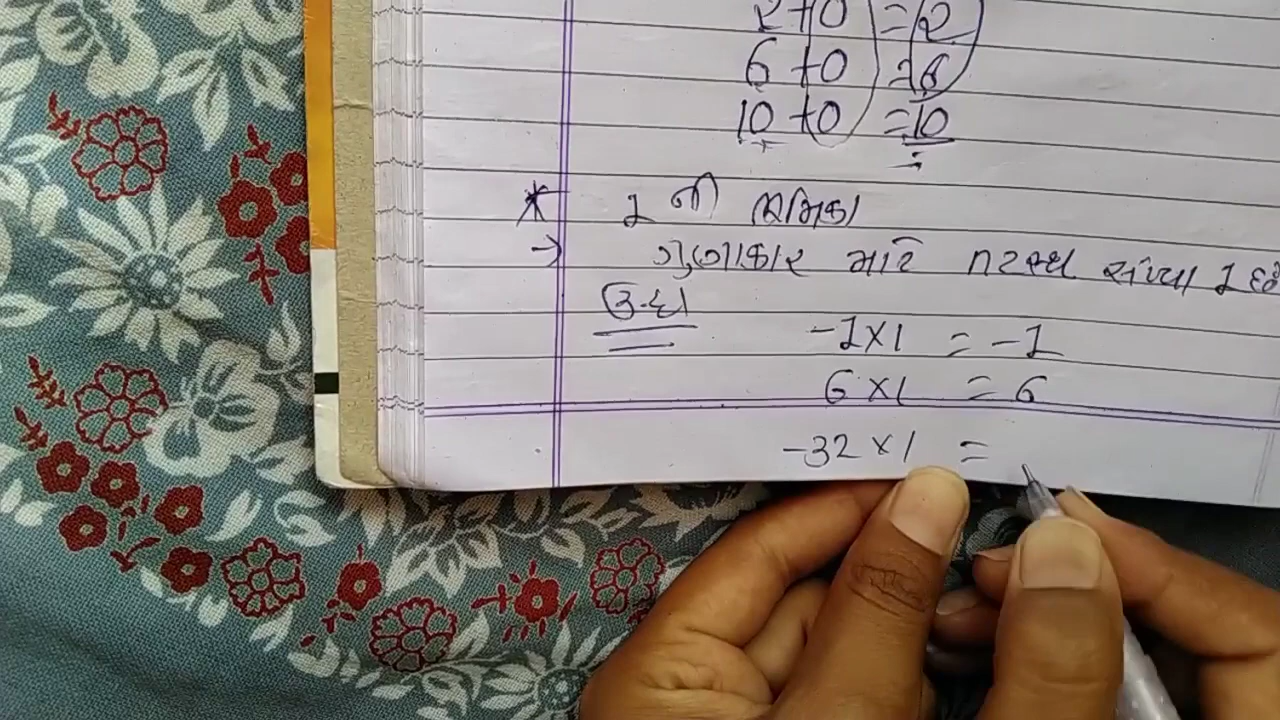 2+0 = 2
6+0 = 6
10+0 = 10
* 1 ની ભૂમિકા
→ ગુણાકાર માટે તટસ્થ સંખ્યા 1 છે
ઉ.દા
-1×1 = -1
6×1 = 6
-32×1 =